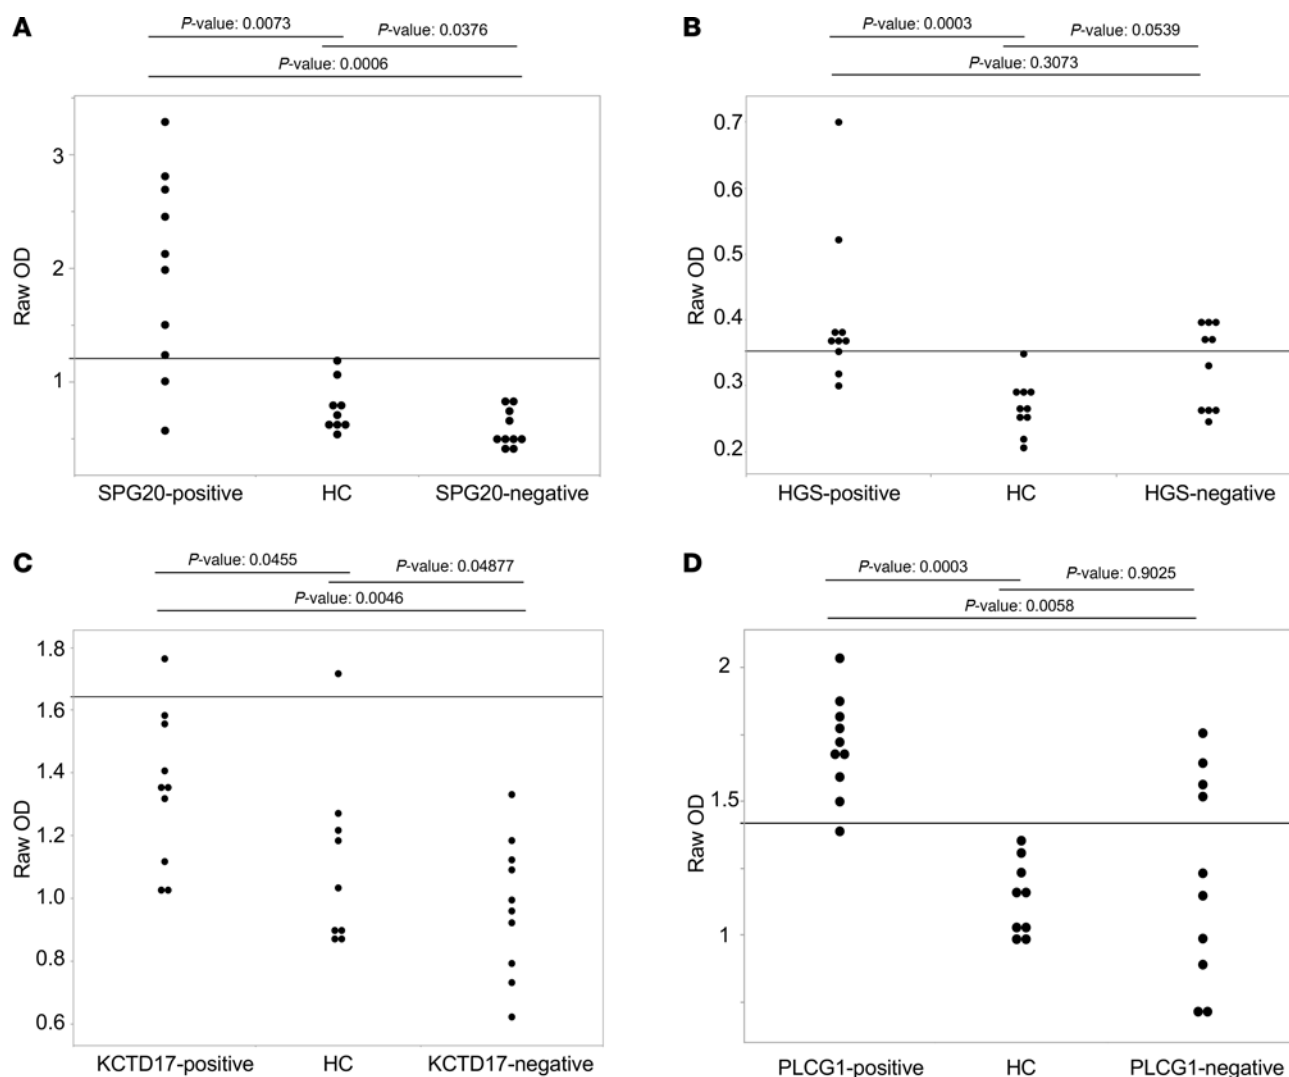 A
P-value: 0.0073
P-value: 0.0376
P-value: 0.0006
Raw OD
3
2
1
SPG20-positive
HC
SPG20-negative
B
P-value: 0.0003
P-value: 0.0539
P-value: 0.3073
Raw OD
0.7
0.6
0.5
0.4
0.3
0.2
HGS-positive
HC
HGS-negative
C
P-value: 0.0455
P-value: 0.04877
P-value: 0.0046
Raw OD
1.8
1.6
1.4
1.2
1.0
0.8
0.6
KCTD17-positive
HC
KCTD17-negative
D
P-value: 0.0003
P-value: 0.9025
P-value: 0.0058
Raw OD
2
1.5
1
PLCG1-positive
HC
PLCG1-negative